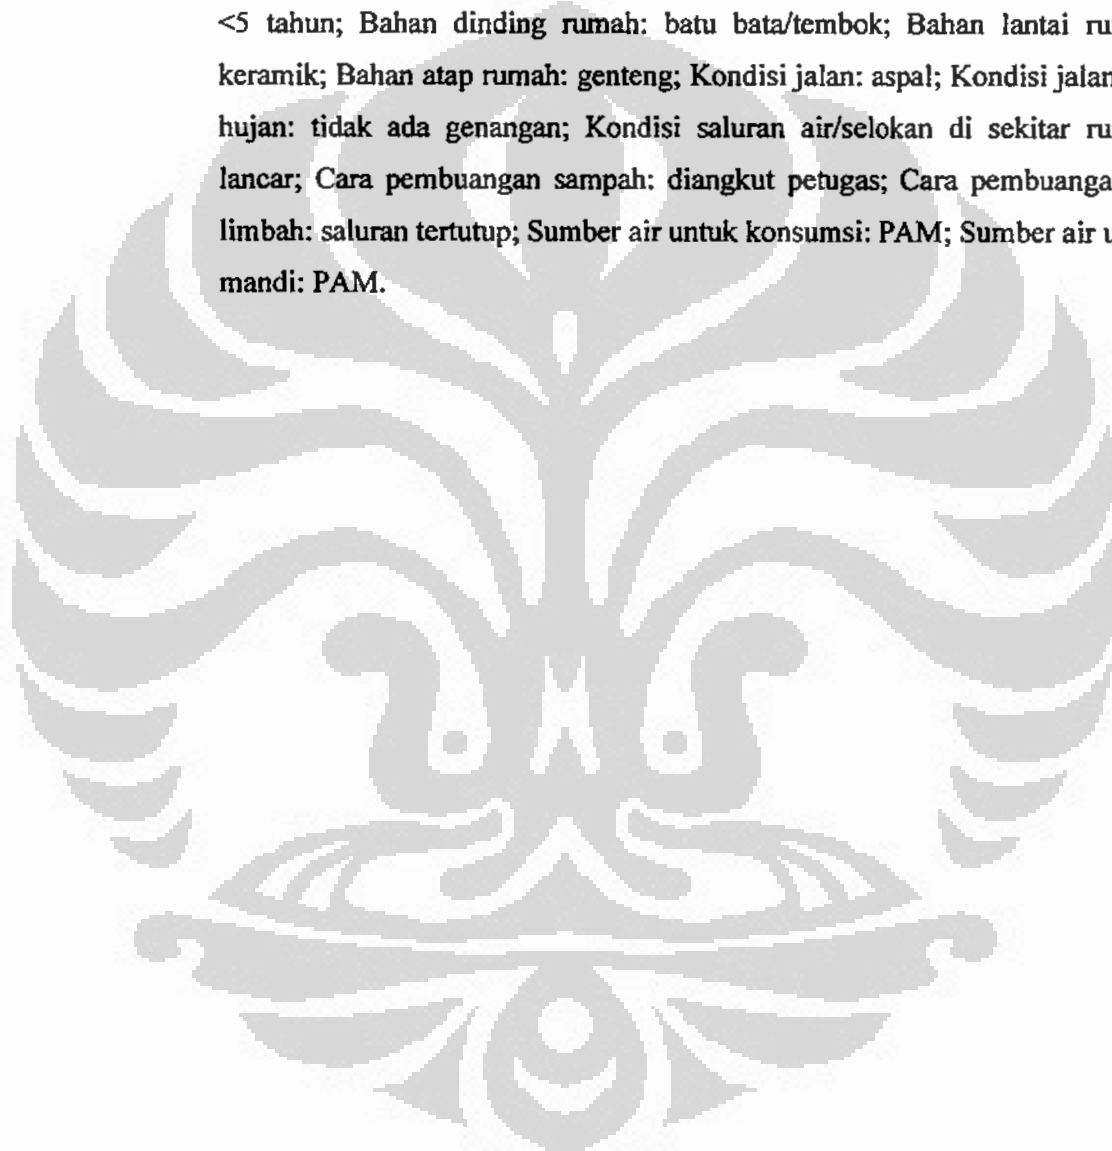 <5 tahun; Bahan dinding rumah: batu bata/tembok; Bahan lantai ru
keramik; Bahan atap rumah: genteng; Kondisi jalan: aspal; Kondisi jalan
hujan: tidak ada genangan; Kondisi saluran air/selokan di sekitar ru
lancar; Cara pembuangan sampah: diangkut petugas; Cara pembuanga
limbah: saluran tertutup; Sumber air untuk konsumsi: PAM; Sumber air u
mandi: PAM.